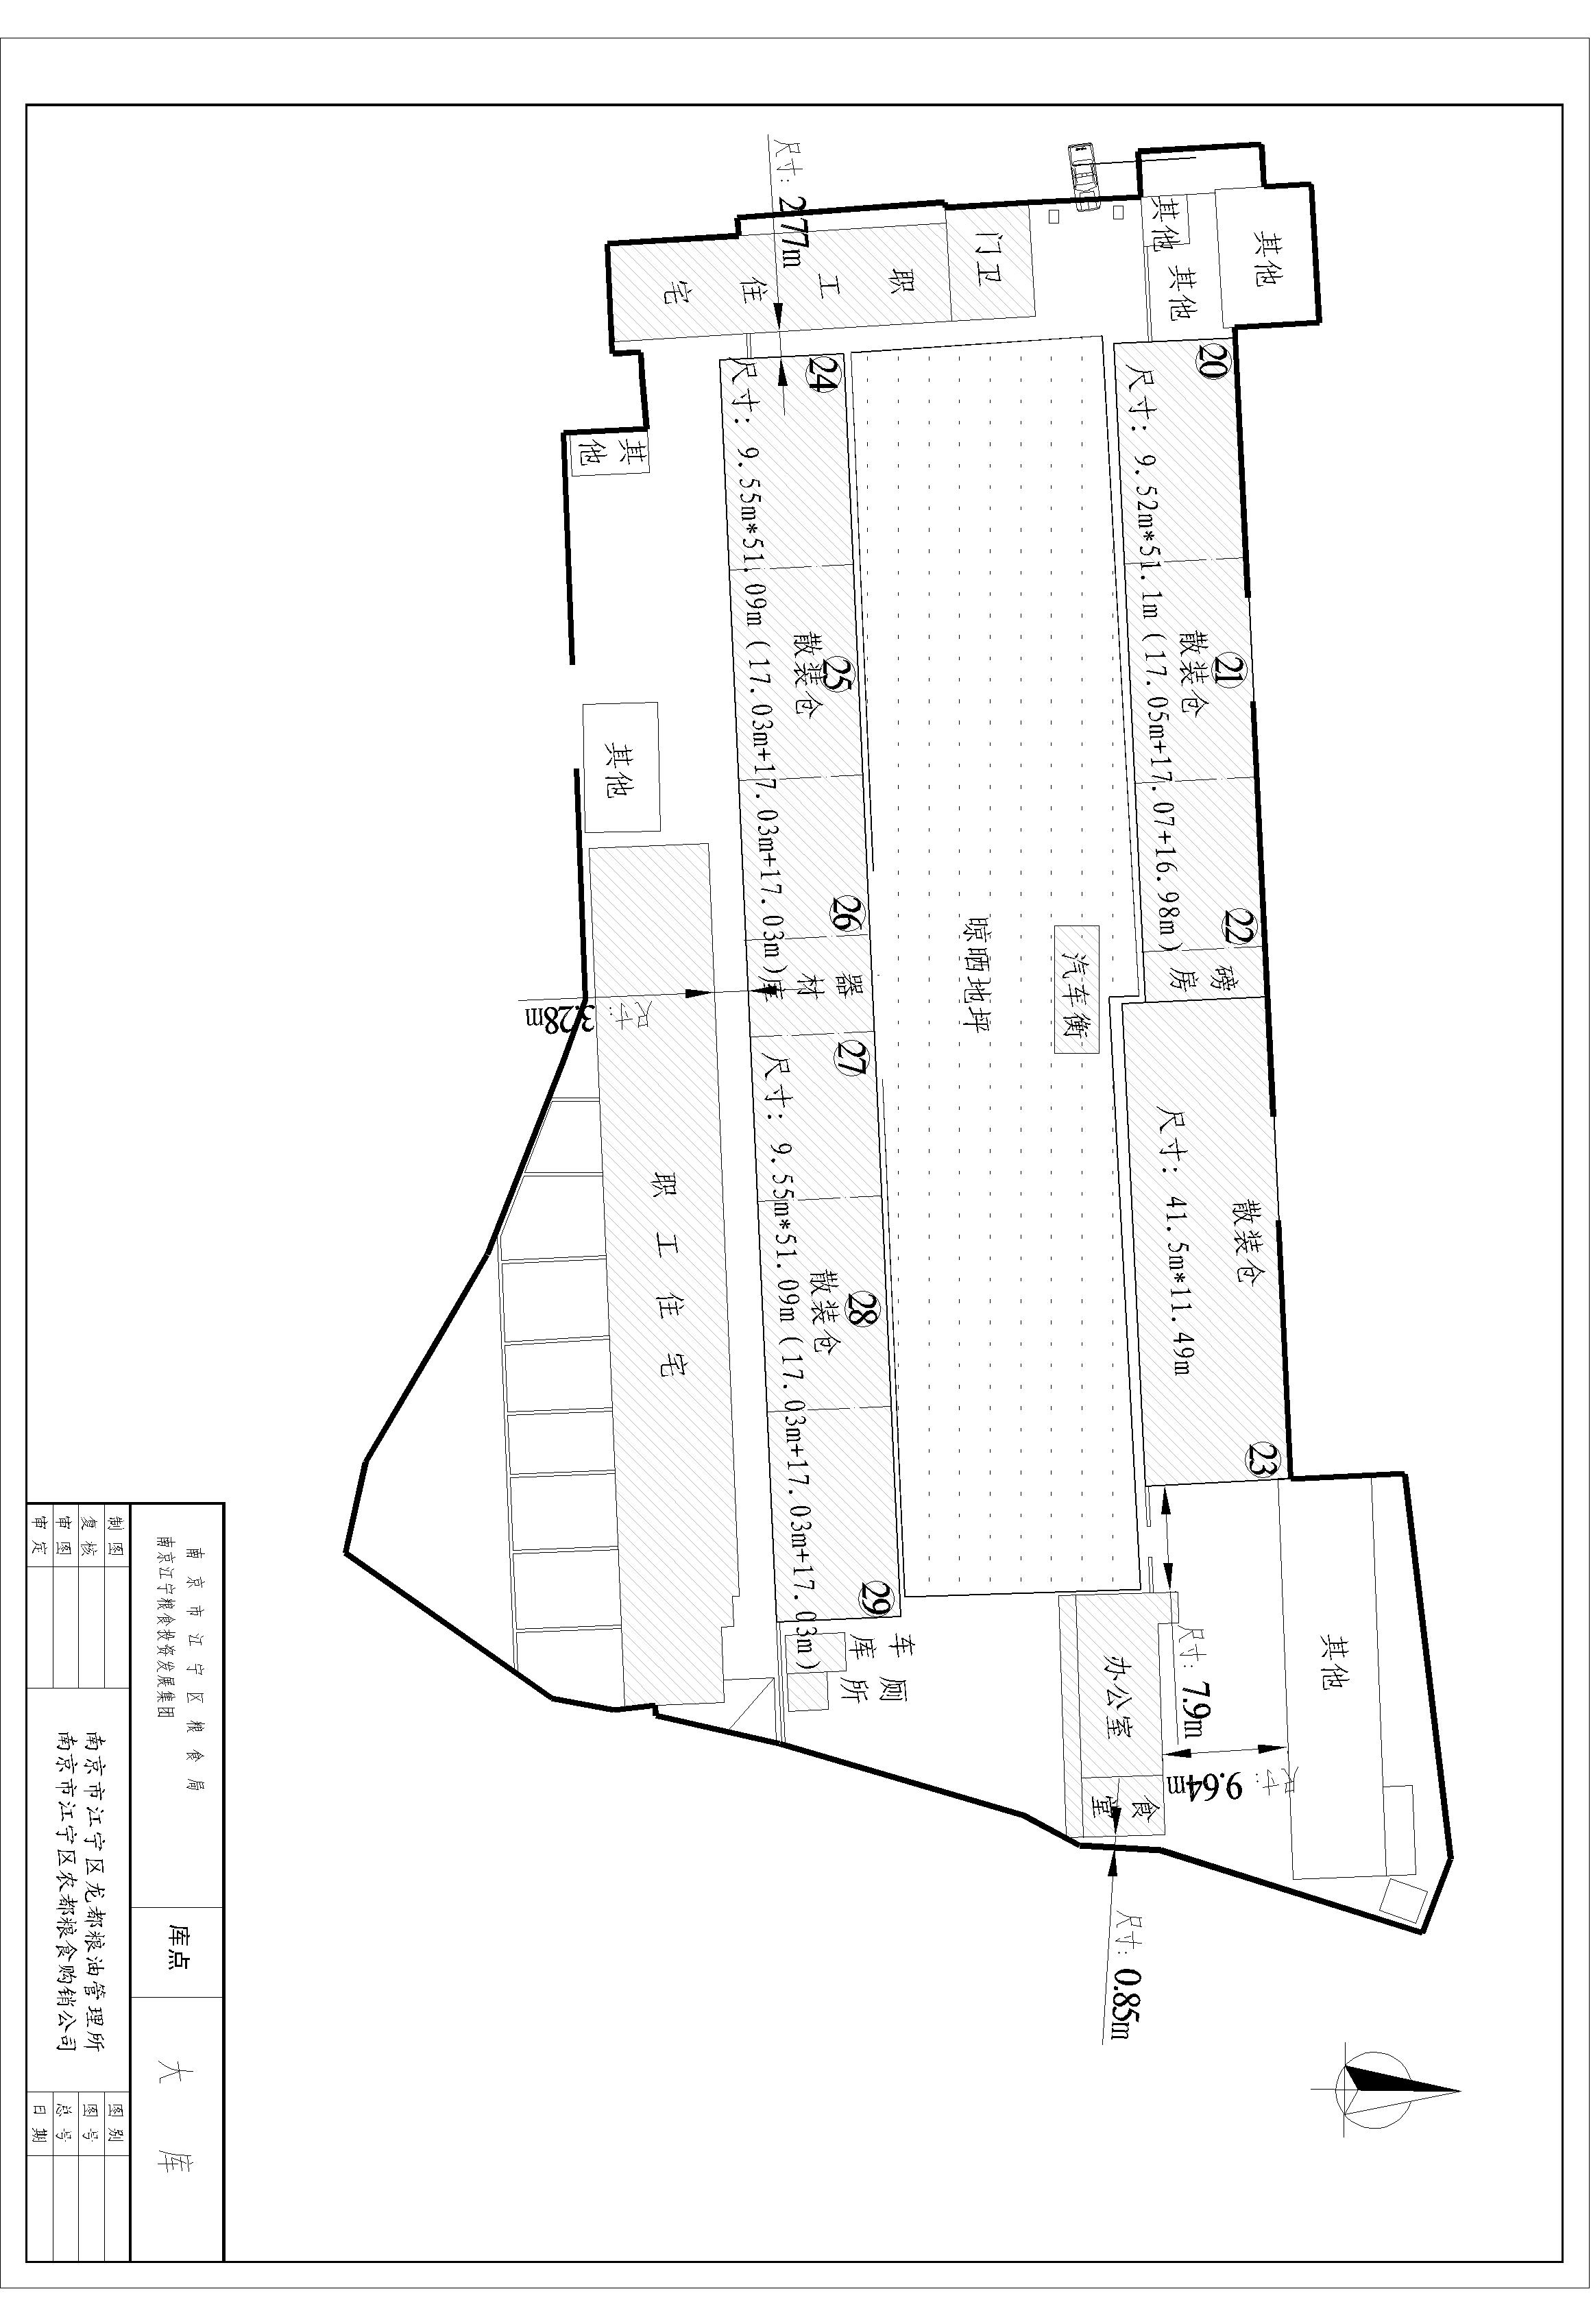 其他
其他
其他
门卫
职工住宅
尺寸: 2.77m
20
21
22
散装仓
尺寸: 9.52m*51.1m(17.05m+17.07+16.98m)
磅房
散装仓
23
尺寸: 41.5m*11.49m
汽车衡
晾晒地坪
24
25
26
散装仓
尺寸: 9.55m*51.09m(17.03m+17.03m+17.03m)
器材库
27
28
29
散装仓
尺寸: 9.55m*51.09m(17.03m+17.03m+17.03m)
其他
其他
职工住宅
尺寸: 3.28m
车库
厕所
办公室
食堂
其他
尺寸: 7.9m
尺寸: 9.64m
尺寸: 0.85m
南京市江宁区粮食局
南京江宁粮食投资发展集团
库点
大库
制图
复核
审图
审定
南京市江宁区龙都粮油管理所
南京市江宁区农都粮食购销公司
图别
图号
总号
日期